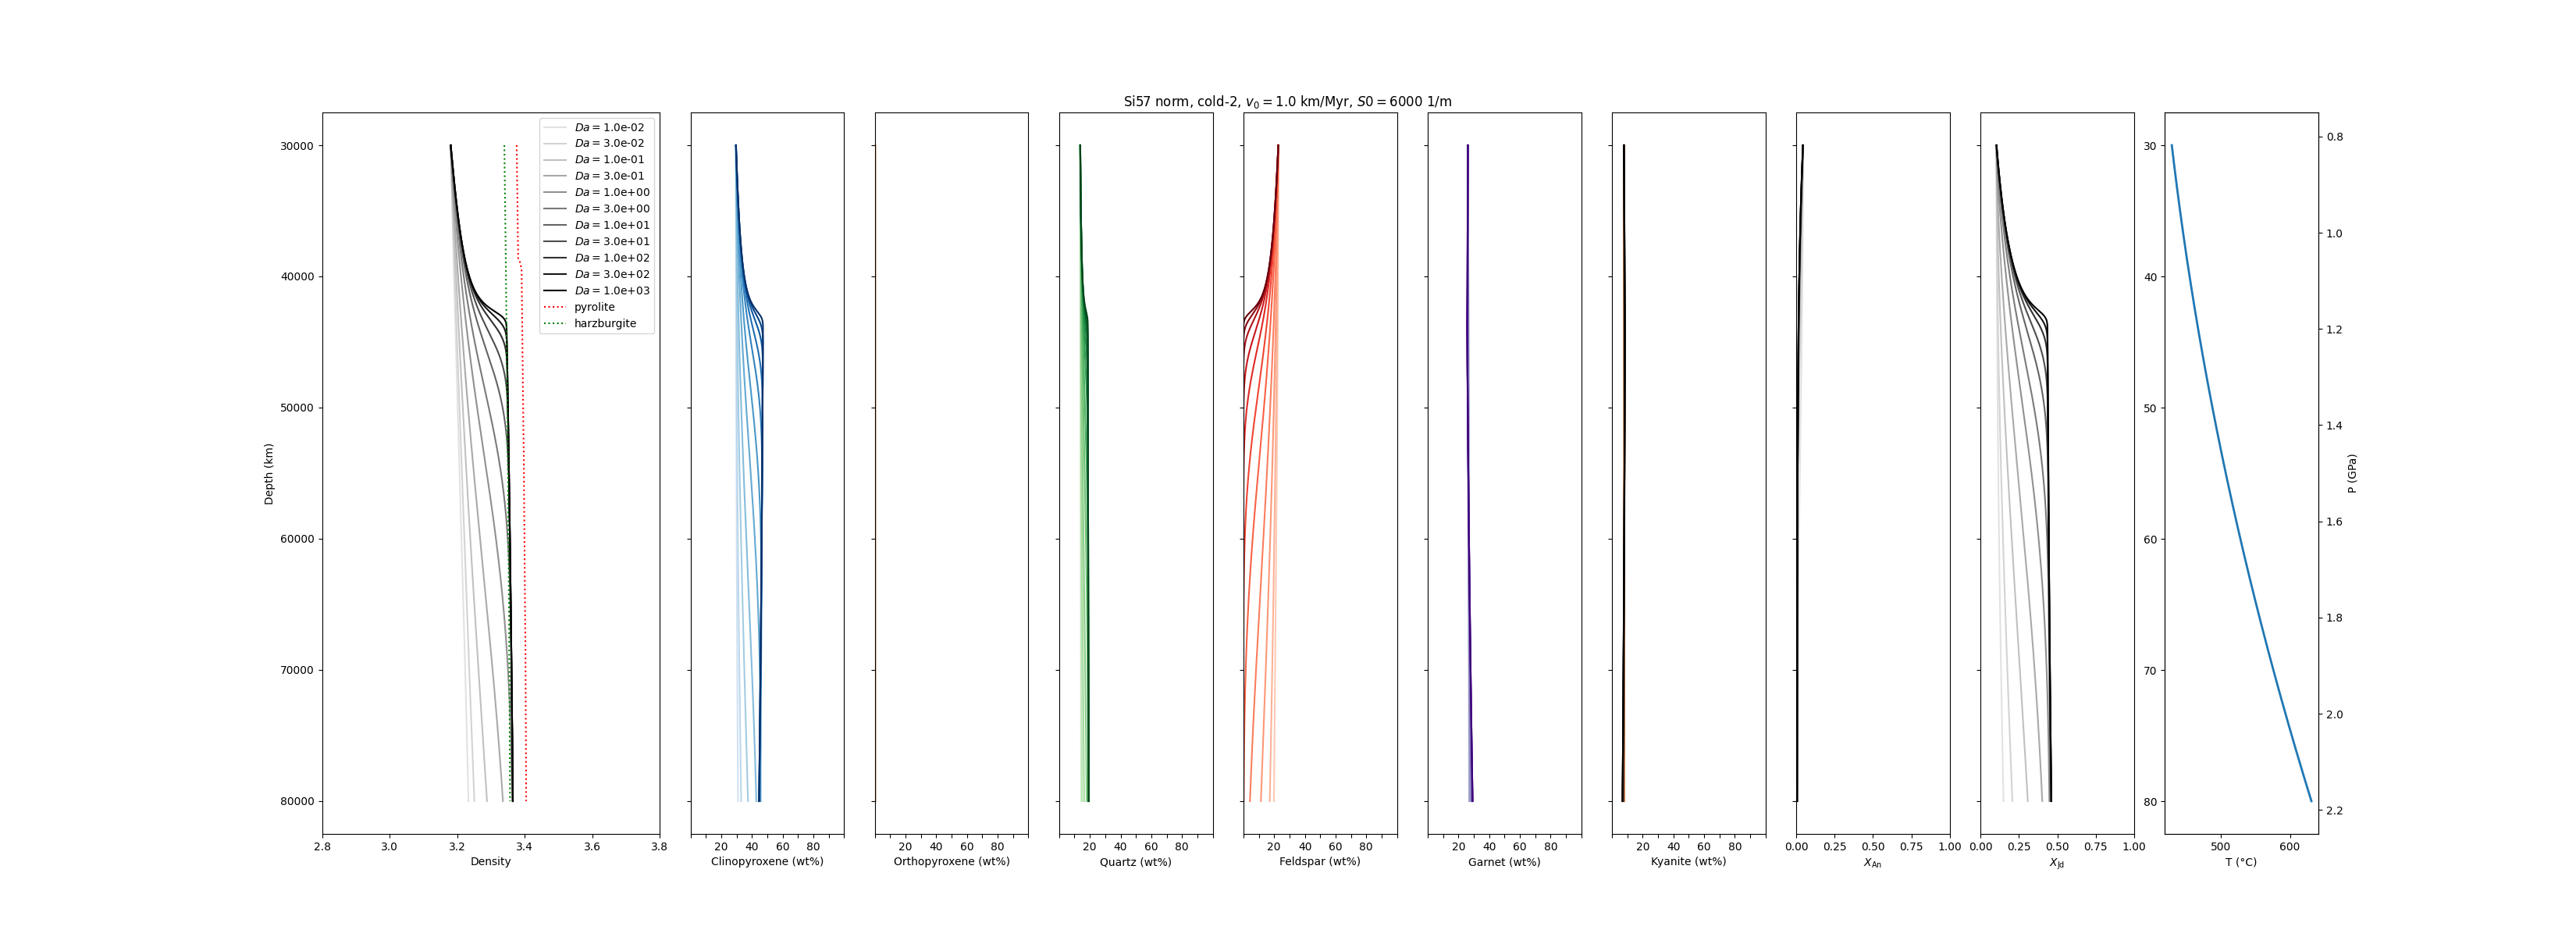 Si57 norm, cold-2, v₀ = 1.0 km/Myr, S0 = 6000 1/m
Da = 1.0e-02
Da = 3.0e-02
Da = 1.0e-01
Da = 3.0e-01
Da = 1.0e+00
Da = 3.0e+00
Da = 1.0e+01
Da = 3.0e+01
Da = 1.0e+02
Da = 3.0e+02
Da = 1.0e+03
pyrolite
harzburgite
Depth (km)
30000
40000
50000
60000
70000
80000
2.8 3.0 3.2 3.4 3.6 3.8
Density
20 40 60 80
Clinopyroxene (wt%)
20 40 60 80
Orthopyroxene (wt%)
20 40 60 80
Quartz (wt%)
20 40 60 80
Feldspar (wt%)
20 40 60 80
Garnet (wt%)
20 40 60 80
Kyanite (wt%)
0.00 0.25 0.50 0.75 1.00
X_An
0.00 0.25 0.50 0.75 1.00
X_Jd
30
40
50
60
70
80
500 600
T (°C)
0.8
1.0
1.2
1.4
1.6
1.8
2.0
2.2
P (GPa)